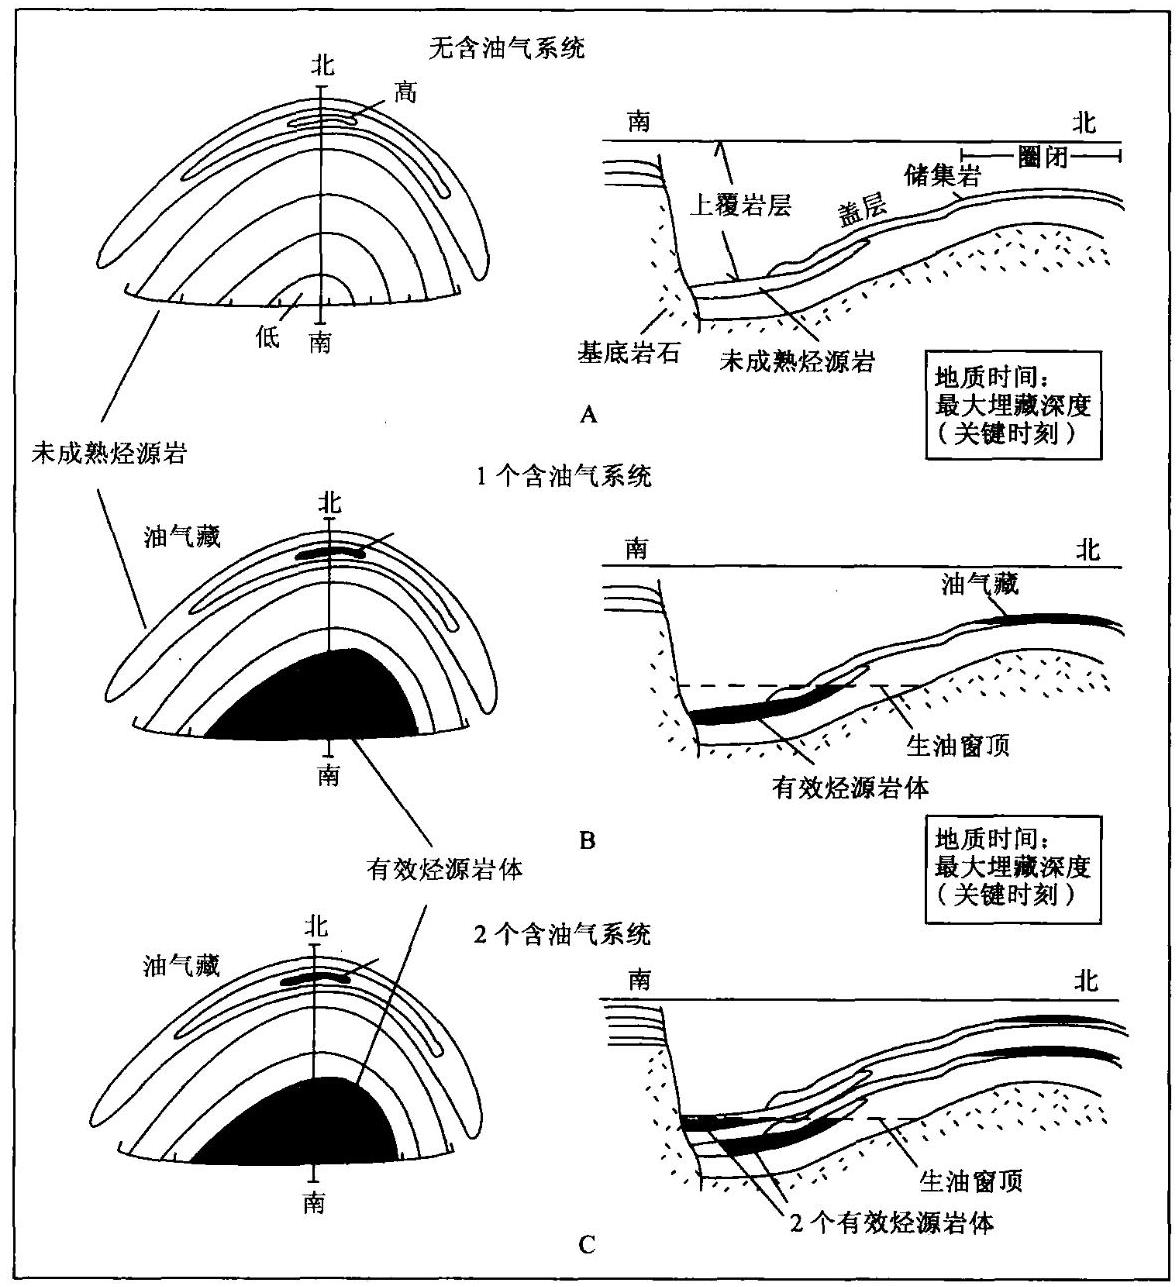 无含油气系统
北
高
低
南
南
北
圈闭
储集岩
上覆岩层
盖层
基底岩石
未成熟烃源岩
地质时间：
最大埋藏深度
（关键时刻）
A
未成熟烃源岩
1个含油气系统
北
油气藏
南
南
北
油气藏
生油窗顶
有效烃源岩体
地质时间：
最大埋藏深度
（关键时刻）
B
有效烃源岩体
2个含油气系统
北
油气藏
南
南
北
生油窗顶
2个有效烃源岩体
C